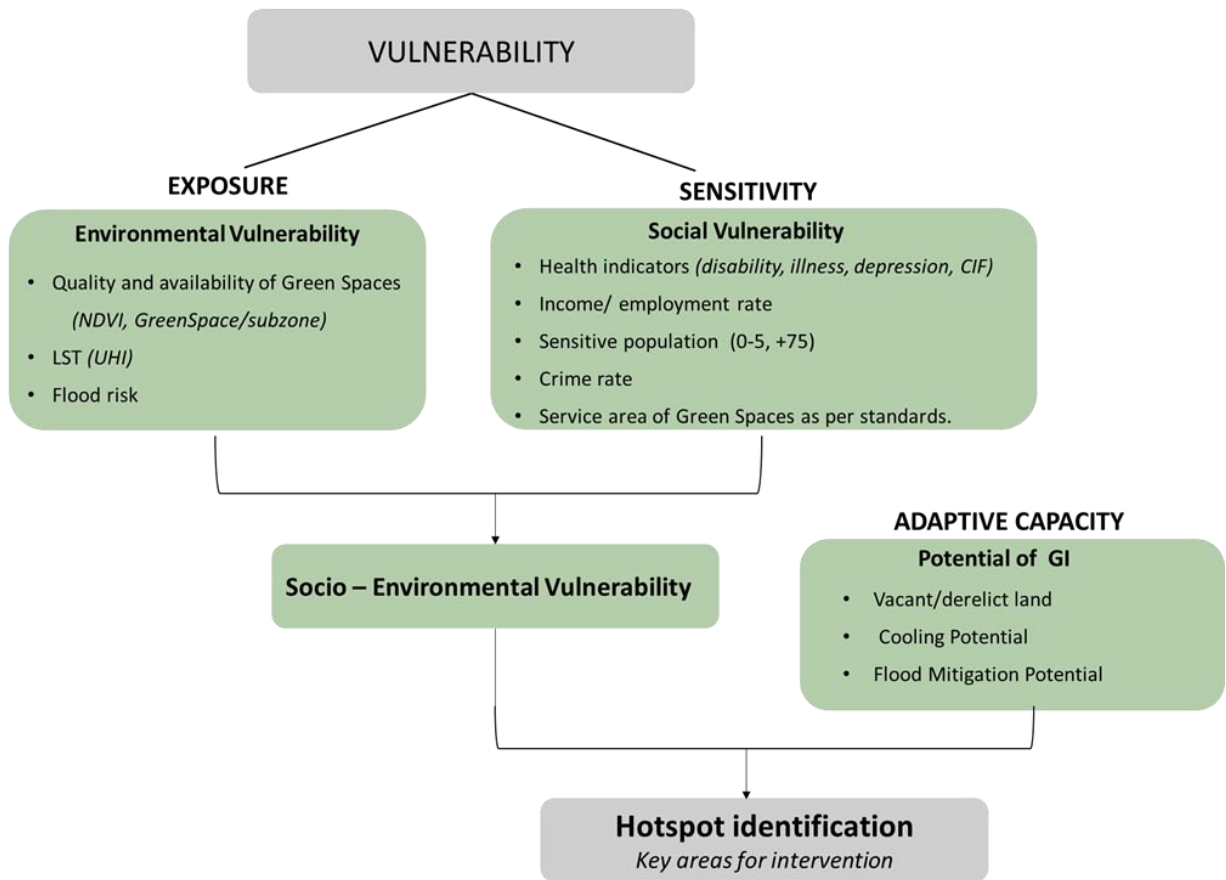 VULNERABILITY
EXPOSURE
Environmental Vulnerability
• Quality and availability of Green Spaces
(NDVI, GreenSpace/subzone)
• LST (UHI)
• Flood risk
SENSITIVITY
Social Vulnerability
• Health indicators (disability, illness, depression, CIF)
• Income/ employment rate
• Sensitive population (0-5, +75)
• Crime rate
• Service area of Green Spaces as per standards.
Socio – Environmental Vulnerability
ADAPTIVE CAPACITY
Potential of GI
• Vacant/derelict land
• Cooling Potential
• Flood Mitigation Potential
Hotspot identification
Key areas for intervention